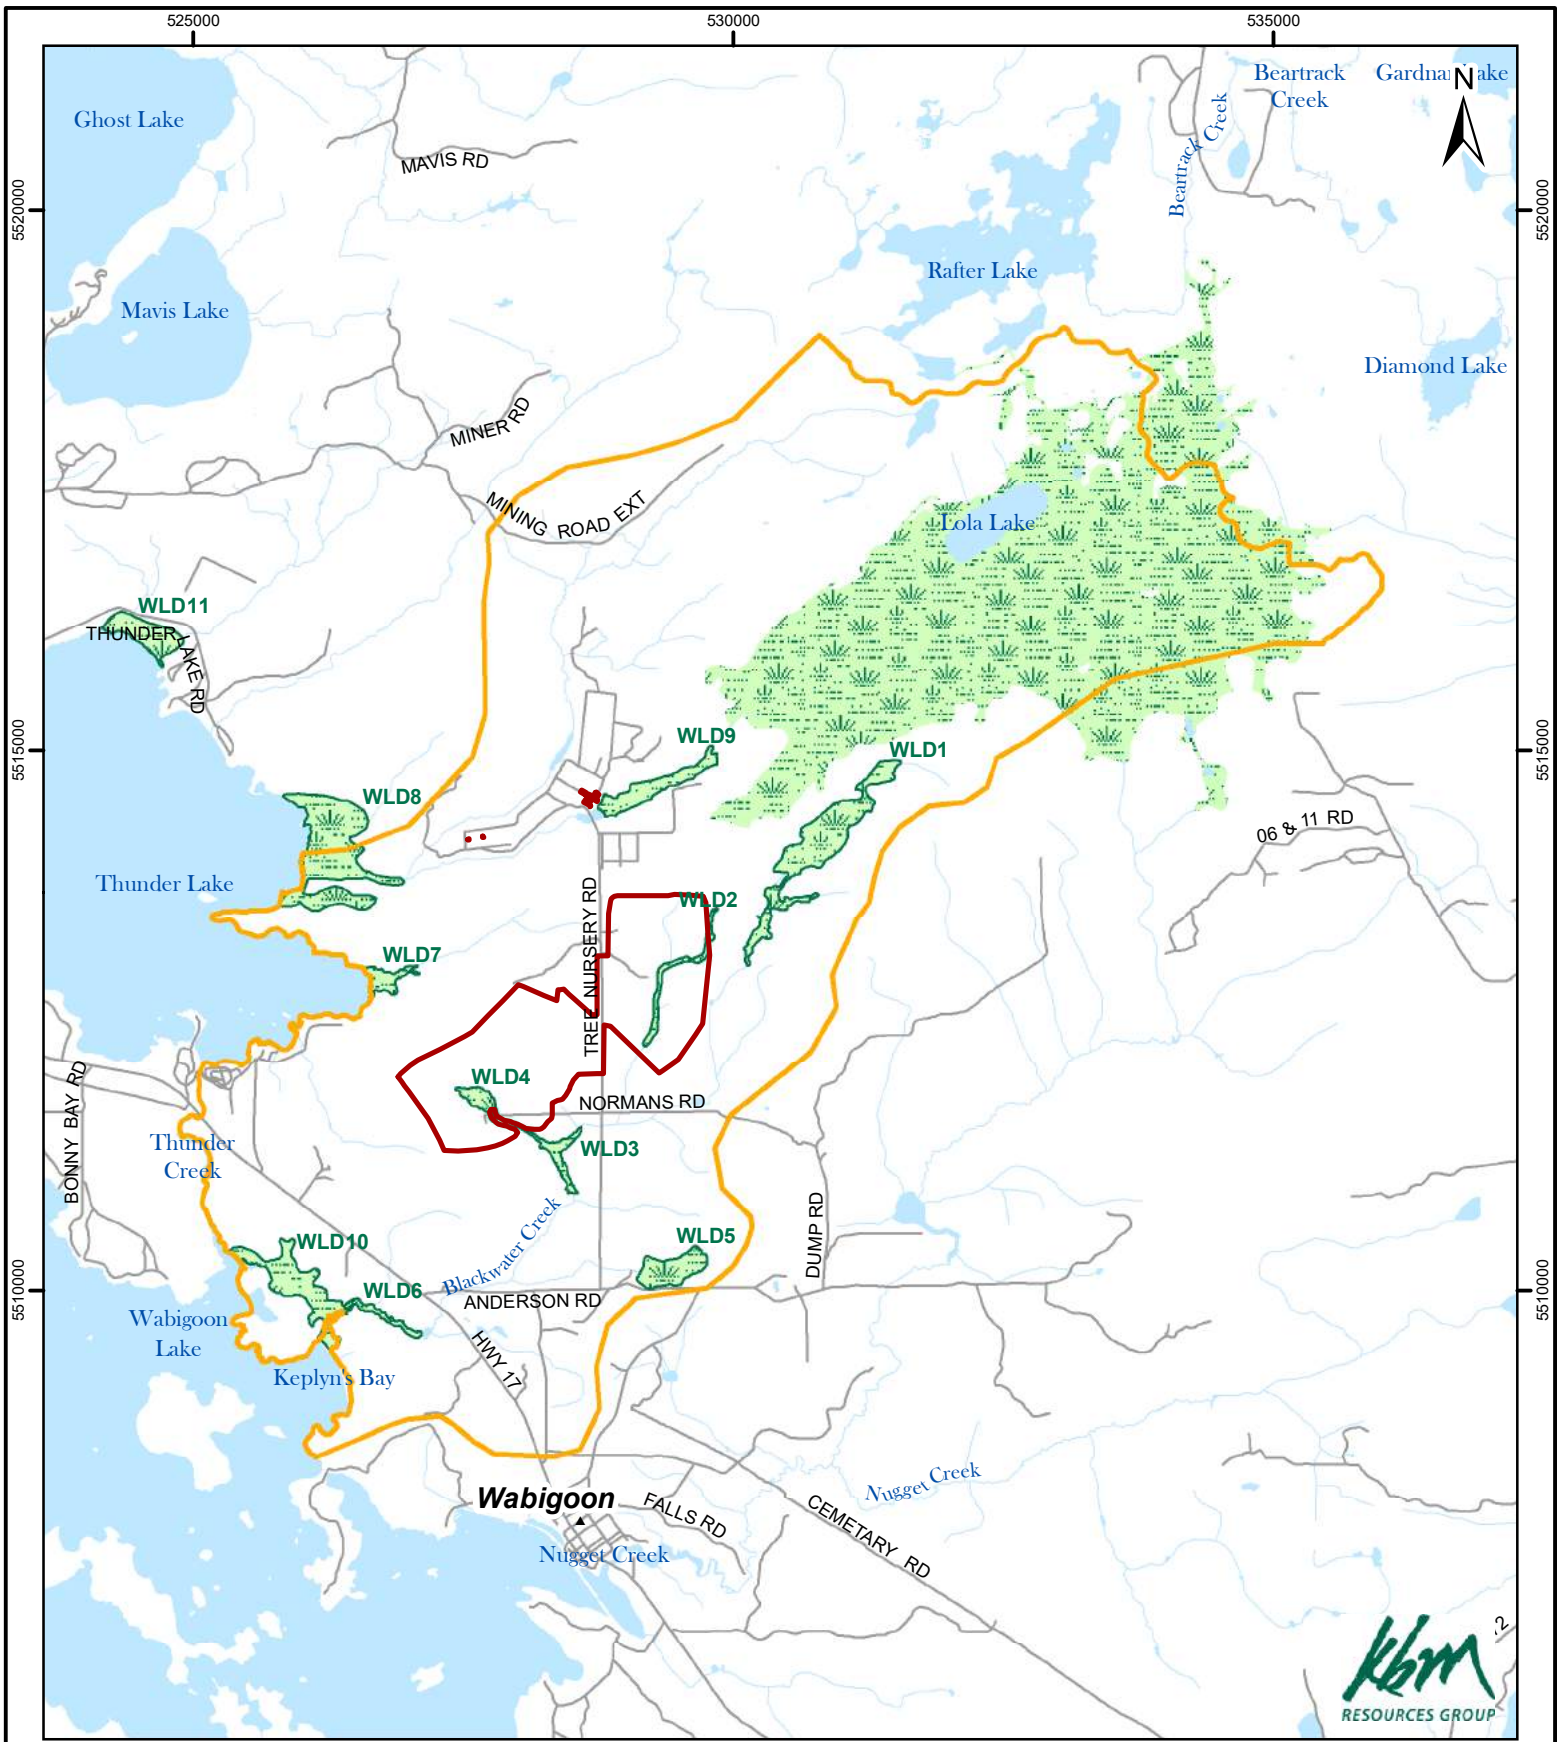 525000
530000
535000
Ghost Lake
MAVIS RD
Beartrack
Creek
Gardnar Lake
N
Beartrack Creek
5520000
5520000
Rafter Lake
Mavis Lake
Diamond Lake
MINER RD
MINING ROAD EXT
Lola Lake
WLD11
THUNDER LAKE RD
5515000
WLD9
WLD1
5515000
WLD8
06 & 11 RD
Thunder Lake
WLD2
TREE NURSERY RD
WLD7
BONNY BAY RD
WLD4
NORMANS RD
Thunder
Creek
WLD3
DUMP RD
Blackwater Creek
WLD5
WLD10
5510000
WLD6
ANDERSON RD
5510000
Wabigoon
Lake
HWY 17
Keplyn's Bay
Nugget Creek
Wabigoon
FALLS RD
CEMETARY RD
Nugget Creek
kbm
RESOURCES GROUP